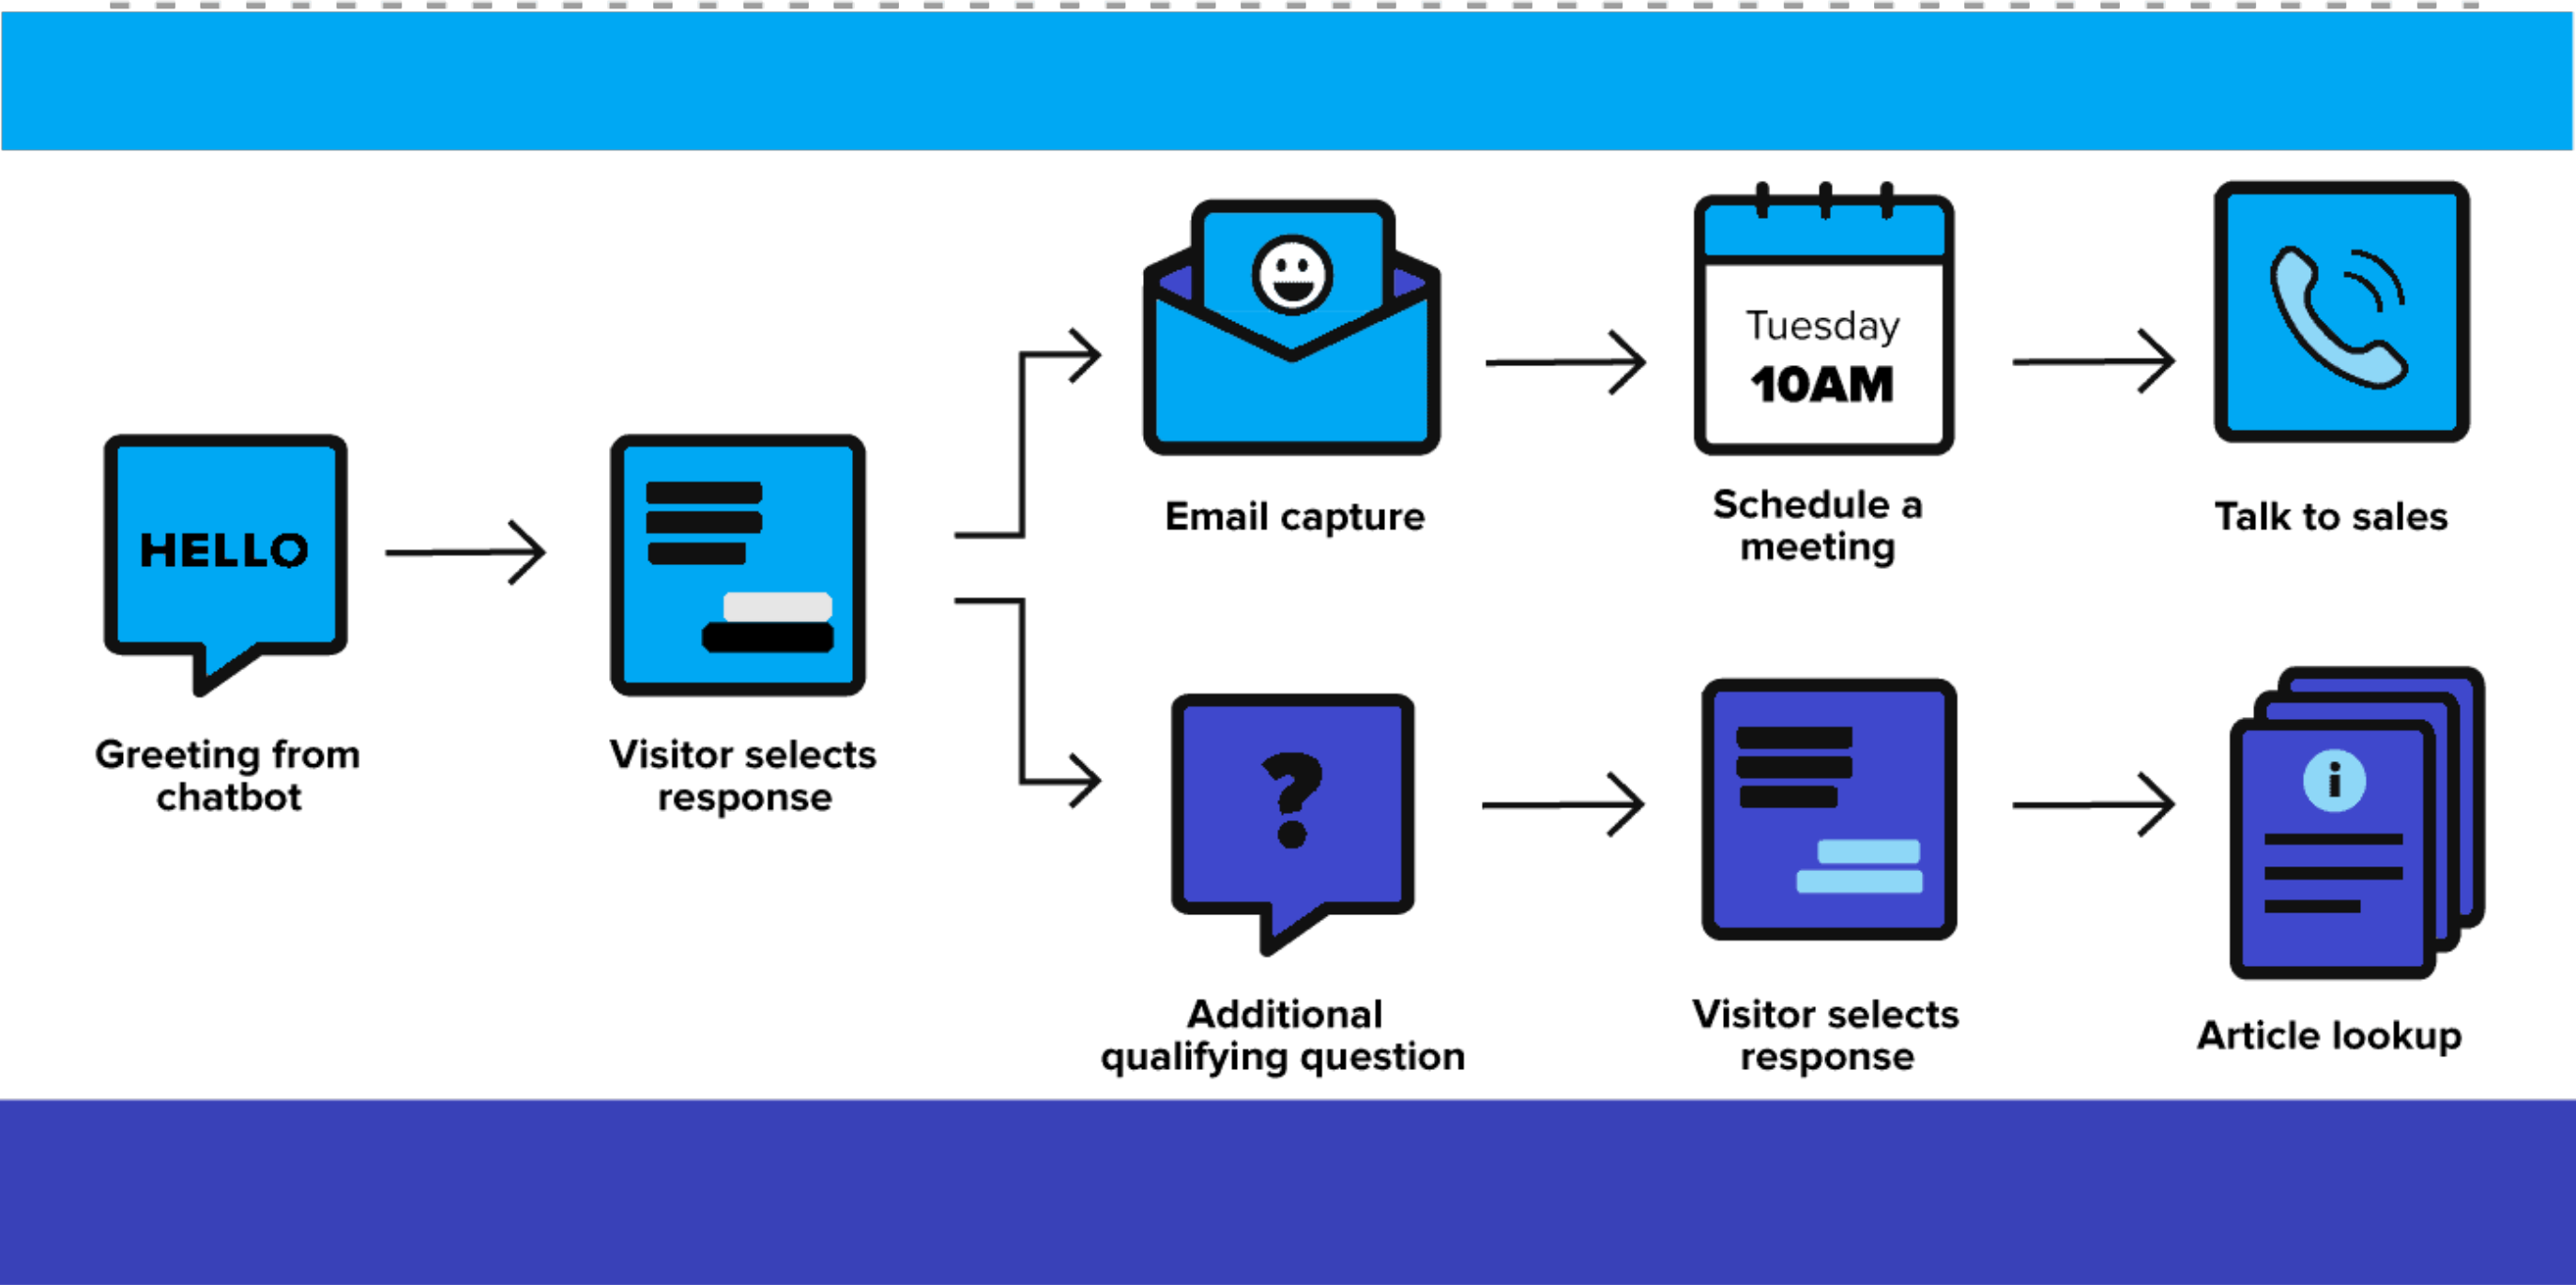 HELLO
Greeting from
chatbot
Visitor selects
response
Email capture
Tuesday
10AM
Schedule a
meeting
Talk to sales
?
Additional
qualifying question
Visitor selects
response
i
Article lookup